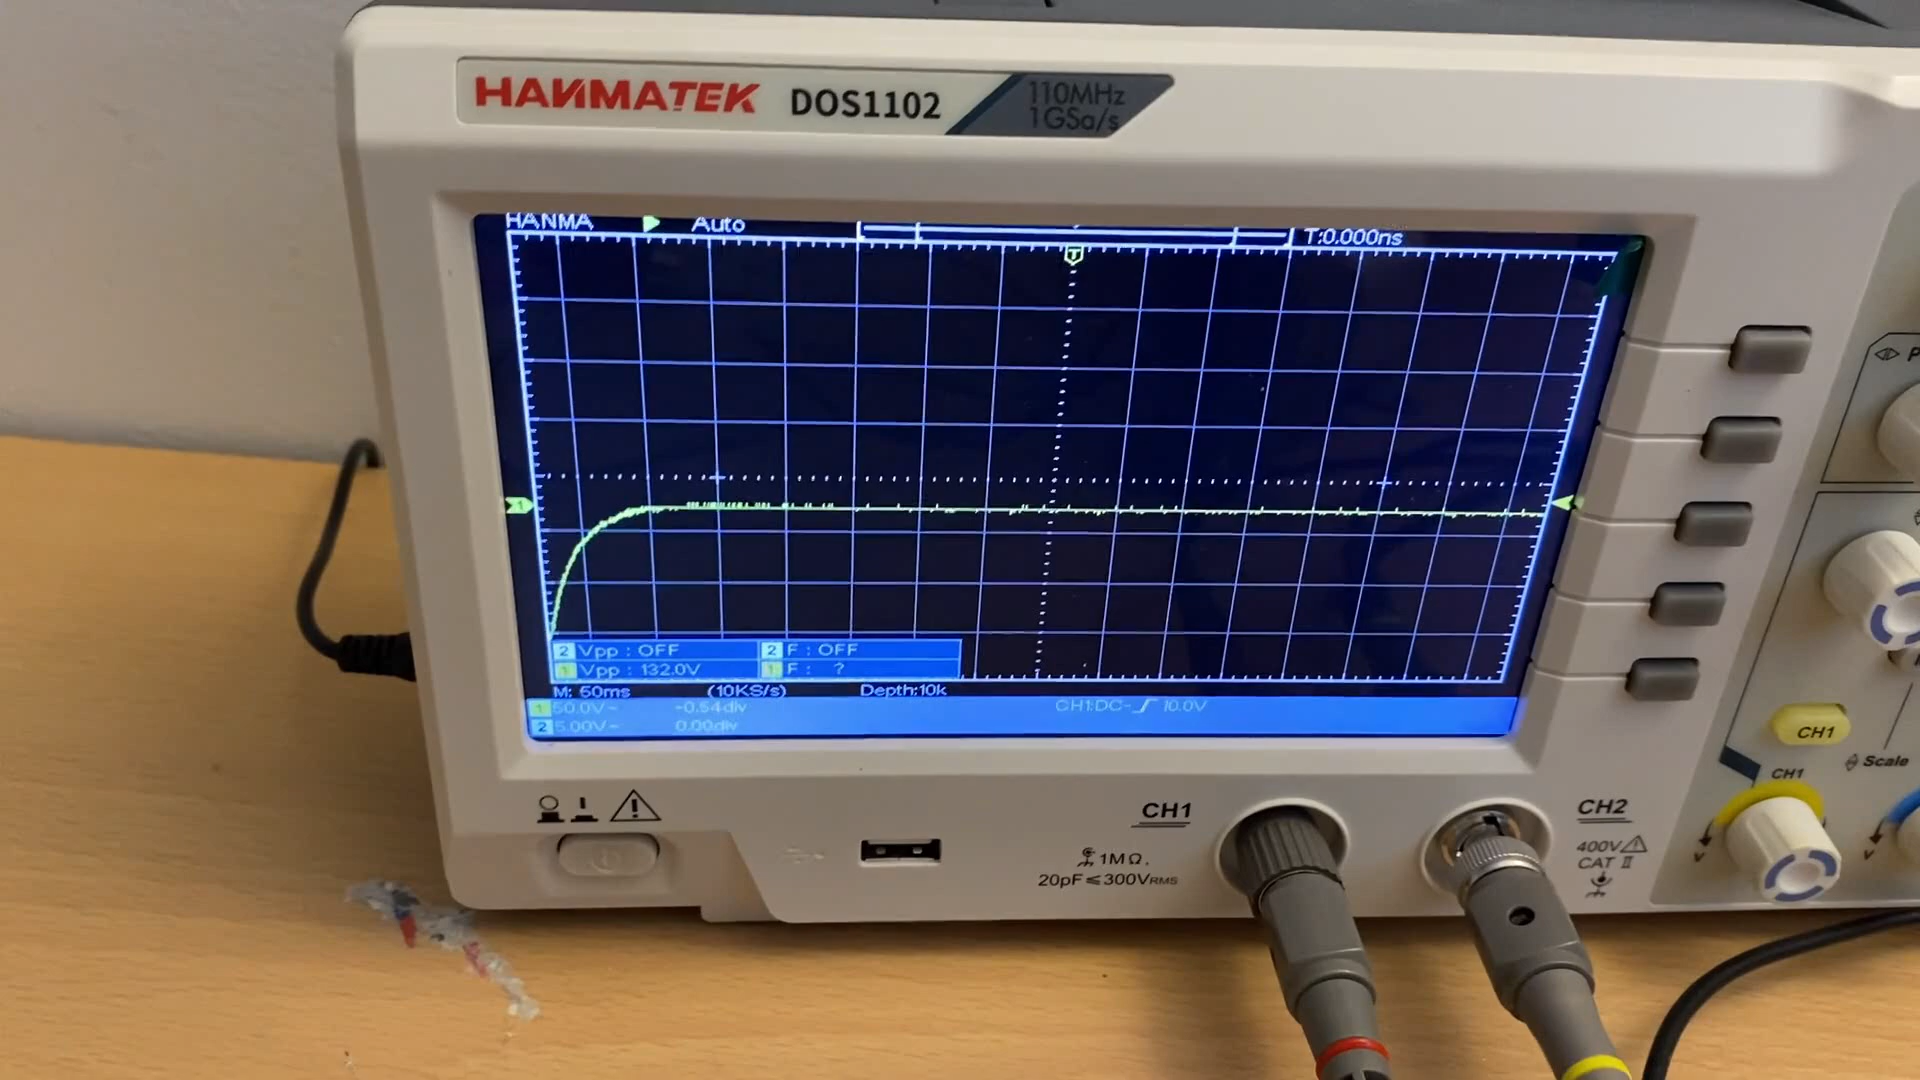 HANMATEK DOS1102 110MHz
1GSa/s
HANMA Auto T:0.000ns
T
1
2 Vpp : OFF 2 F : OFF
1 Vpp : 132.0V 1 F : ?
M: 50ms (10KS/s) Depth:10k
1 50.0V~ -0.54div CH1:DC- 10.0V
2 5.00V~ 0.00div
P
CH1
Scale
CH1
CH1
1MΩ,
20pF≤300VRMS
CH2
400V
CAT II
V
V